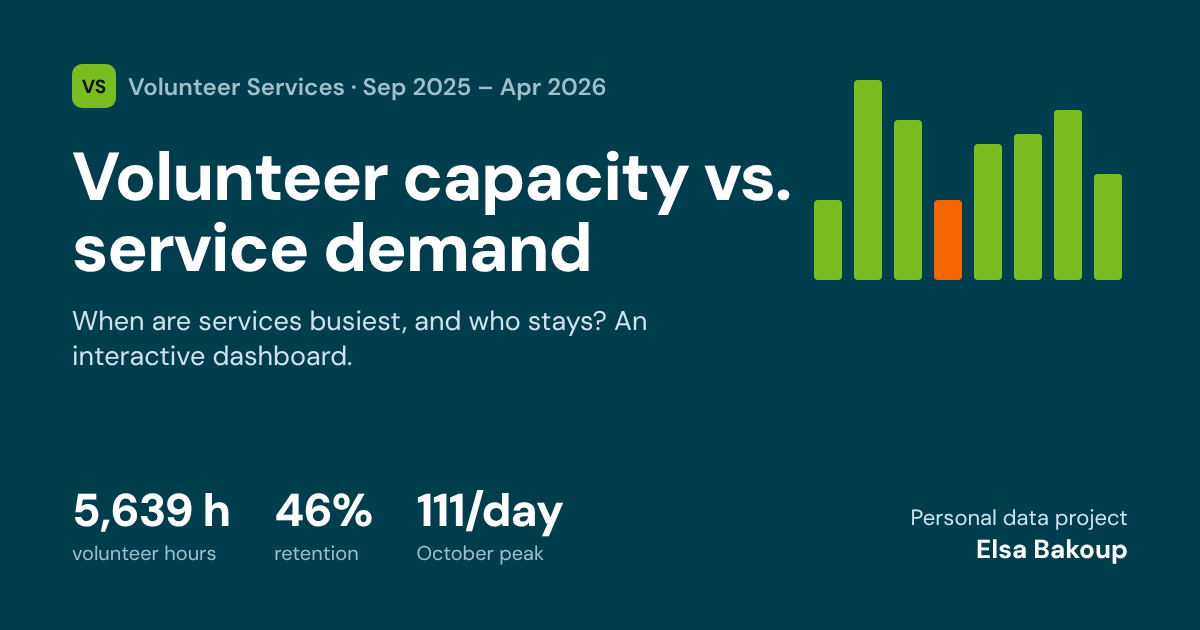 VS
Volunteer Services · Sep 2025 – Apr 2026
Volunteer capacity vs.
service demand
When are services busiest, and who stays? An
interactive dashboard.
5,639 h
volunteer hours
46%
retention
111/day
October peak
Personal data project
Elsa Bakoup